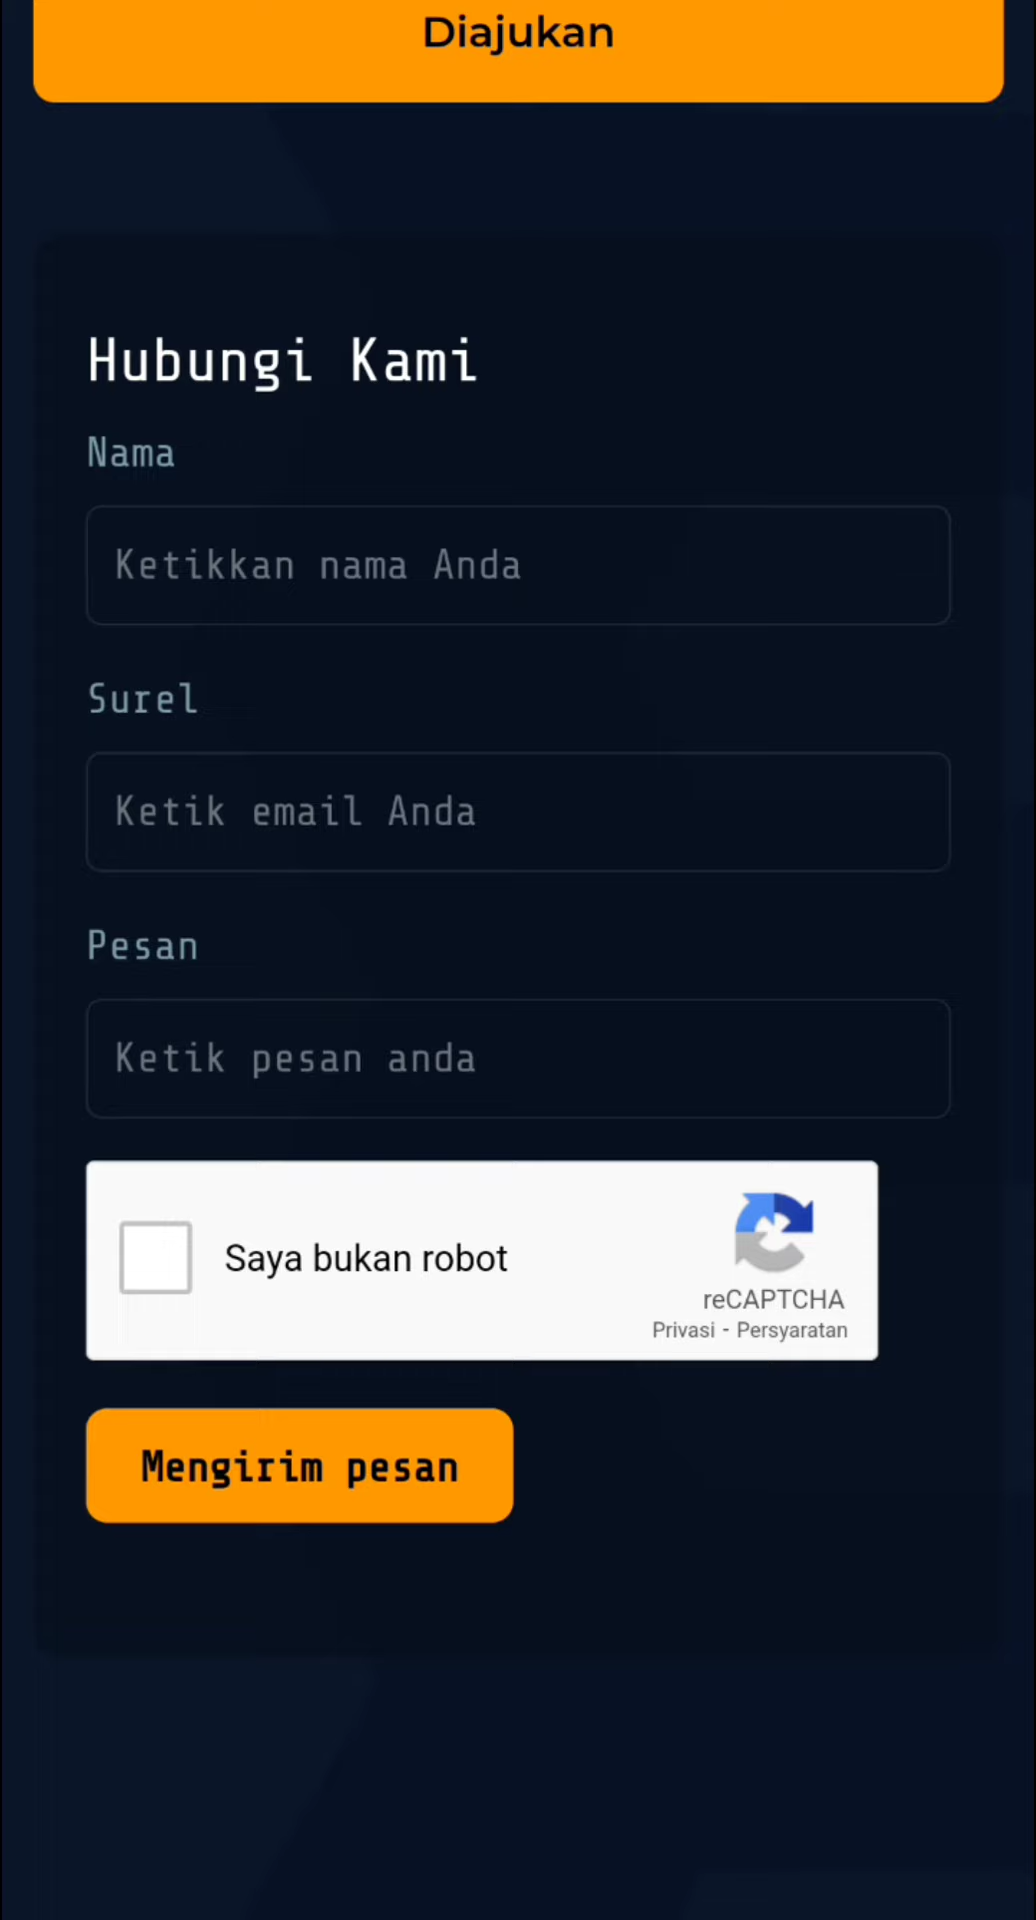 Diajukan
Hubungi Kami
Nama
Ketikkan nama Anda
Surel
Ketik email Anda
Pesan
Ketik pesan anda
Saya bukan robot
reCAPTCHA
Privasi - Persyaratan
Mengirim pesan